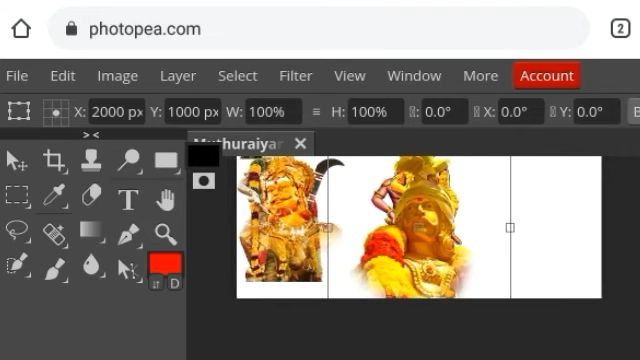 photopea.com
2
File Edit Image Layer Select Filter View Window More Account
X: 2000 px Y: 1000 px W: 100% H: 100% : 0.0° X: 0.0° Y: 0.0°
> <
Muthuraiyar
T
D